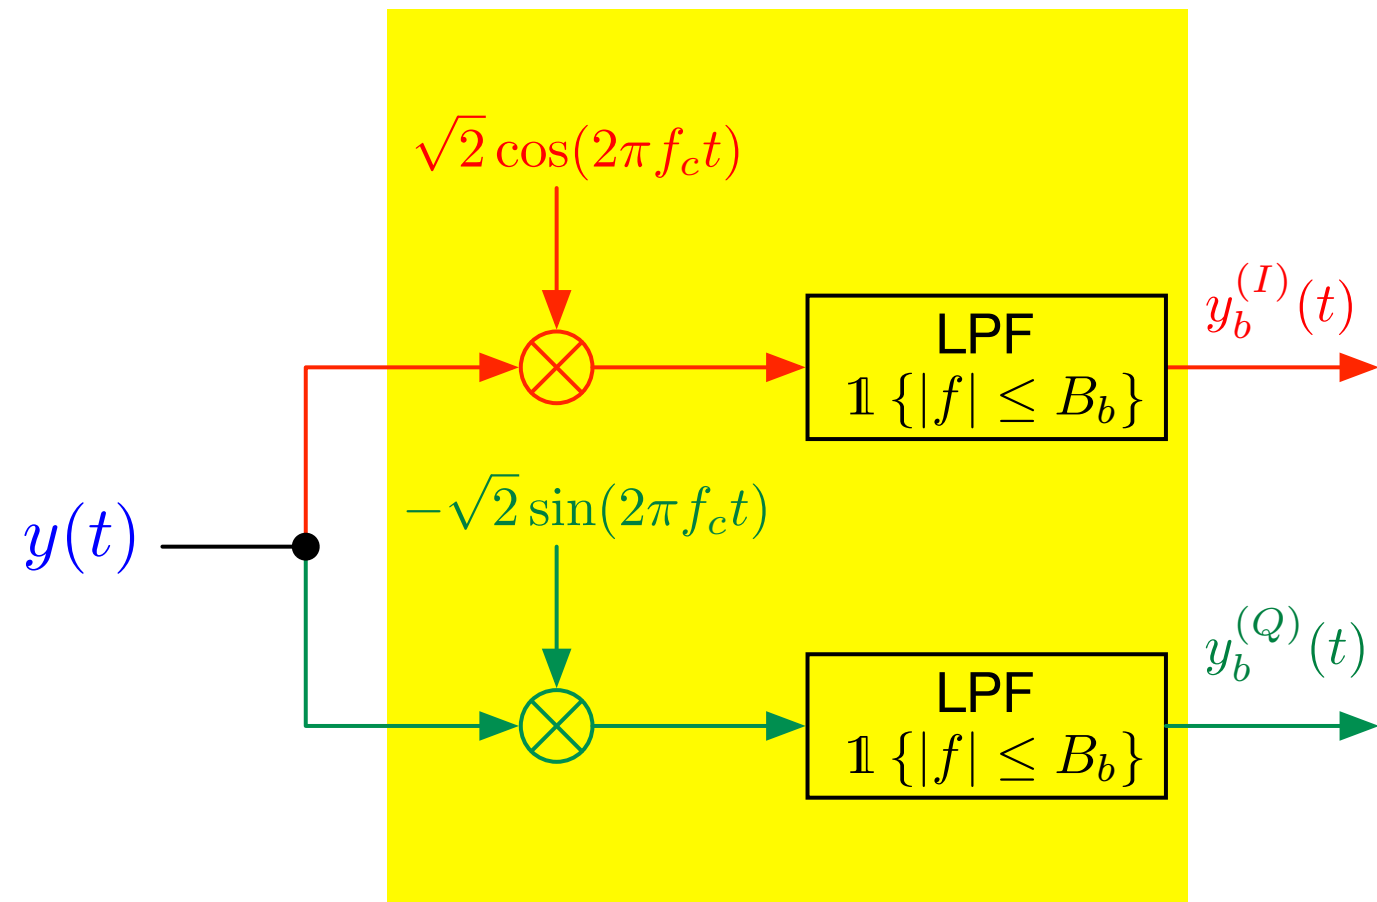 √2 cos(2πf_c t)
LPF
𝟙 {|f| ≤ B_b}
y_b^(I)(t)
−√2 sin(2πf_c t)
y(t)
LPF
𝟙 {|f| ≤ B_b}
y_b^(Q)(t)